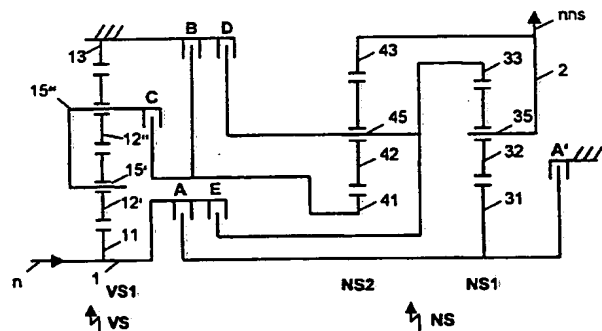 B D nns
13 43 33 2
15" C 45 35 A'
12" 42 32
15' A E 41 31
12'
11
n 1 VS1 NS2 NS1
VS NS